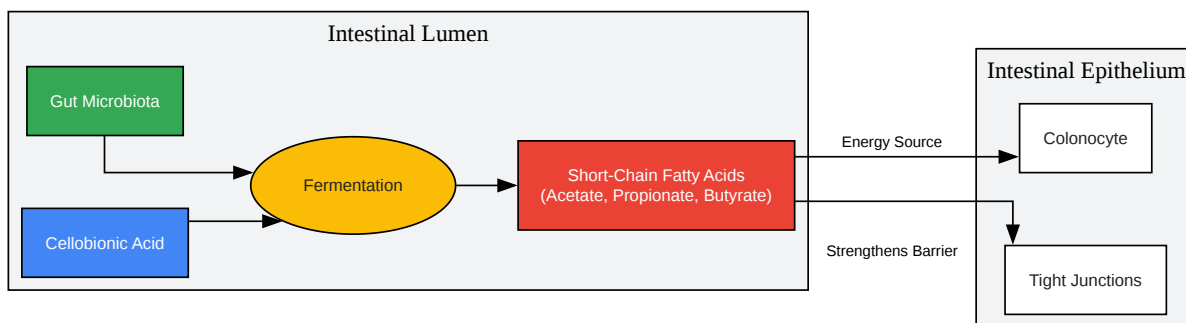 Intestinal Lumen
Intestinal Epithelium
Gut Microbiota
Colonocyte
Energy Source
Fermentation
Short-Chain Fatty Acids
(Acetate, Propionate, Butyrate)
Cellobionic Acid
Strengthens Barrier
Tight Junctions